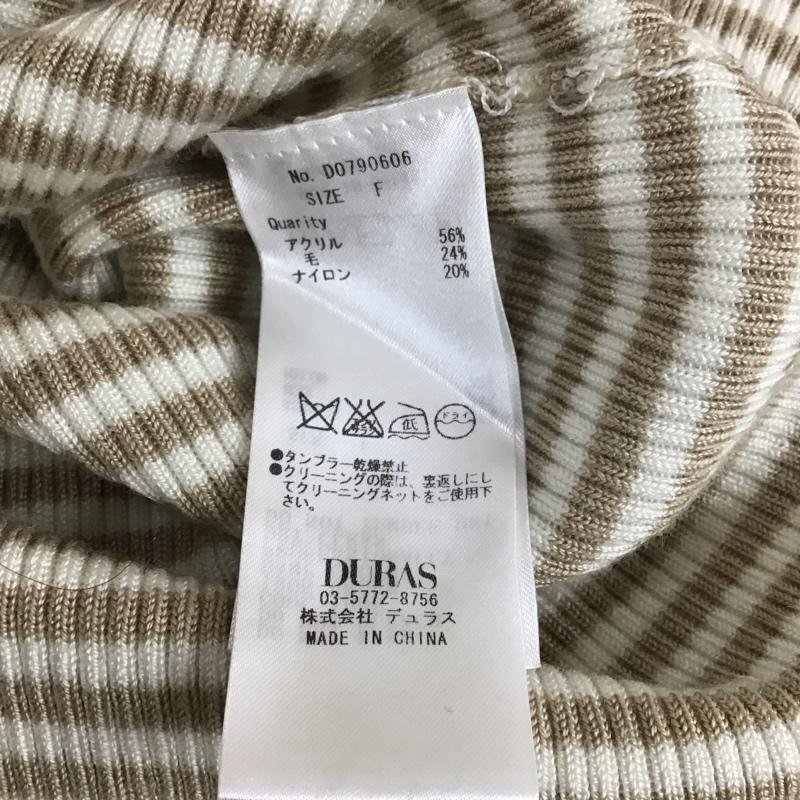 No. D0790606
SIZE F
Quarity
アクリル 56%
毛 24%
ナイロン 20%
低 ドライ
●タンブラー乾燥禁止
●クリーニングの際は、裏返しにし
てクリーニングネットをご使用下
さい。
DURAS
03-5772-8756
株式会社 デュラス
MADE IN CHINA